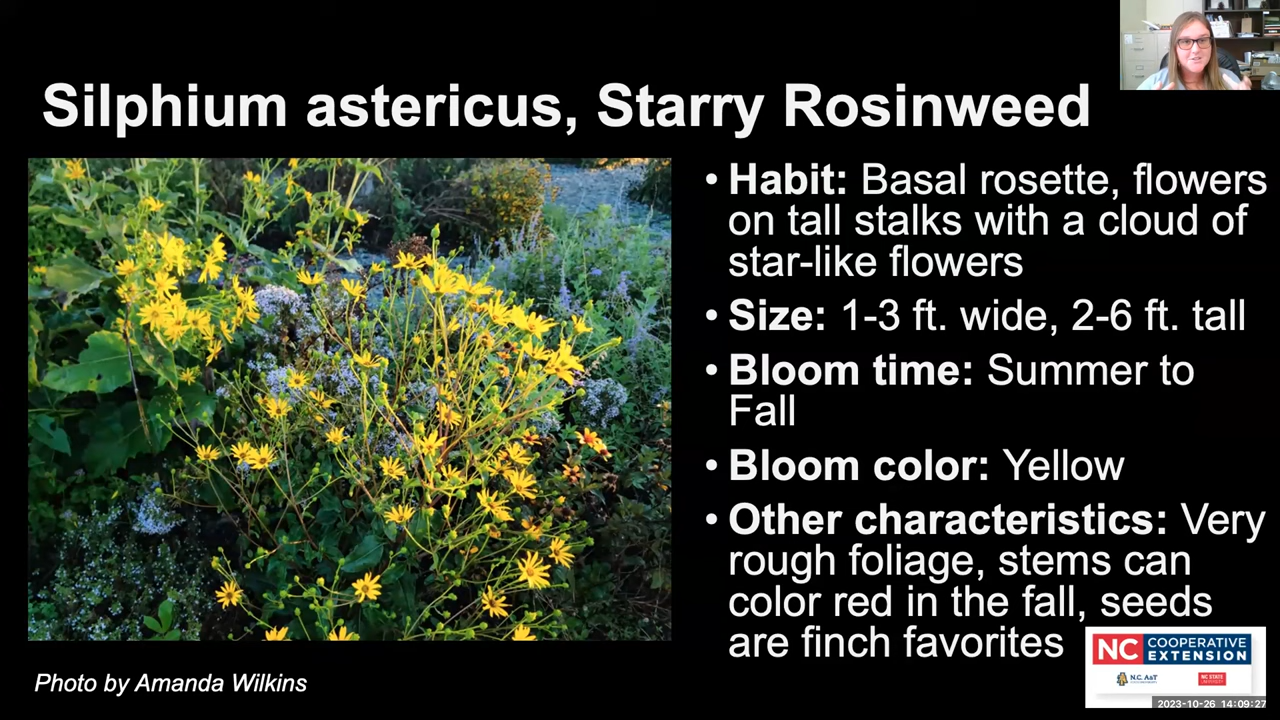 Silphium astericus, Starry Rosinweed
• Habit: Basal rosette, flowers
on tall stalks with a cloud of
star-like flowers
• Size: 1-3 ft. wide, 2-6 ft. tall
• Bloom time: Summer to
Fall
• Bloom color: Yellow
• Other characteristics: Very
rough foliage, stems can
color red in the fall, seeds
are finch favorites
Photo by Amanda Wilkins
NC COOPERATIVE
EXTENSION
N.C. A&T
NC STATE
2023-10-26 14:09:27